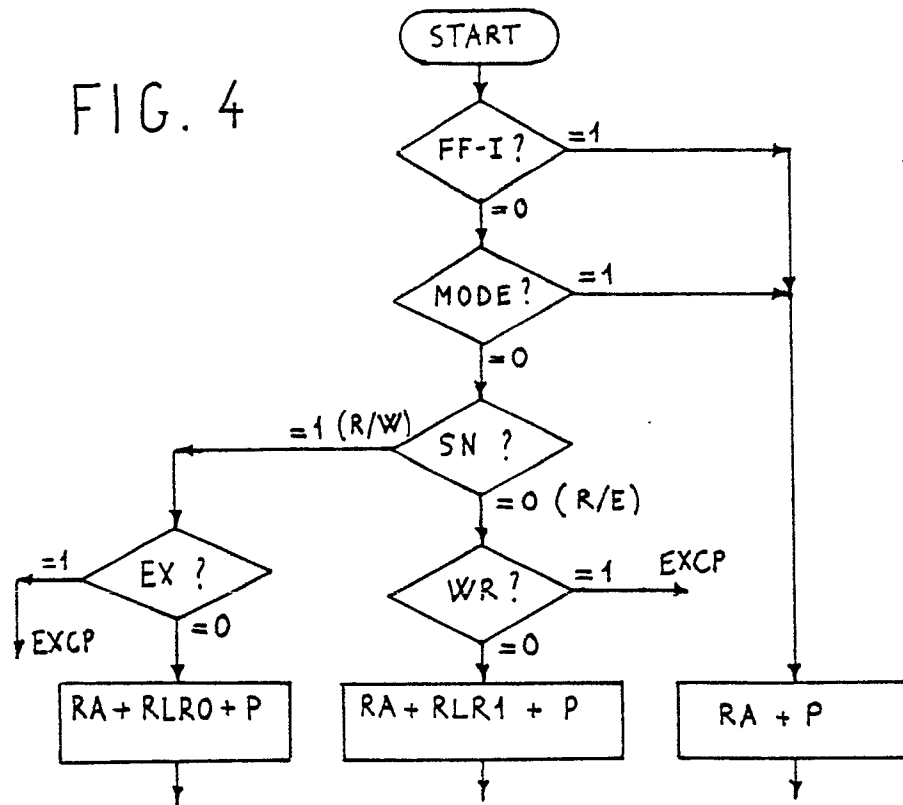 START
FIG. 4
FF-I?
=1
=0
MODE?
=1
=0
=1 (R/W)
SN ?
=0 (R/E)
=1
EX ?
=0
EXCP
WR?
=1
EXCP
=0
RA + RLR0 + P
RA + RLR1 + P
RA + P